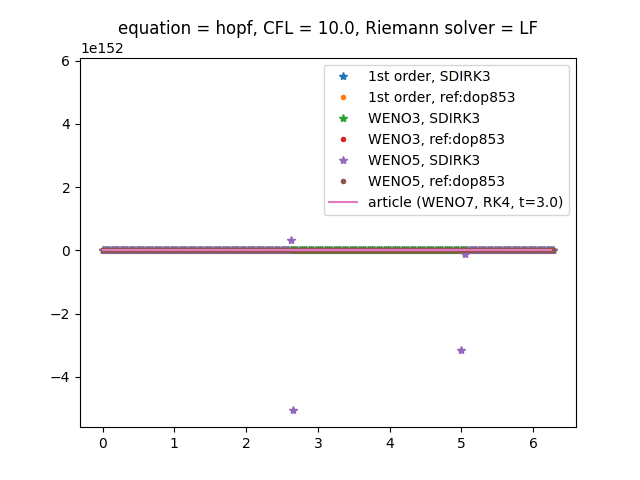 equation = hopf, CFL = 10.0, Riemann solver = LF
1e152
6
4
2
0
−2
−4
1st order, SDIRK3
1st order, ref:dop853
WENO3, SDIRK3
WENO3, ref:dop853
WENO5, SDIRK3
WENO5, ref:dop853
article (WENO7, RK4, t=3.0)
0 1 2 3 4 5 6